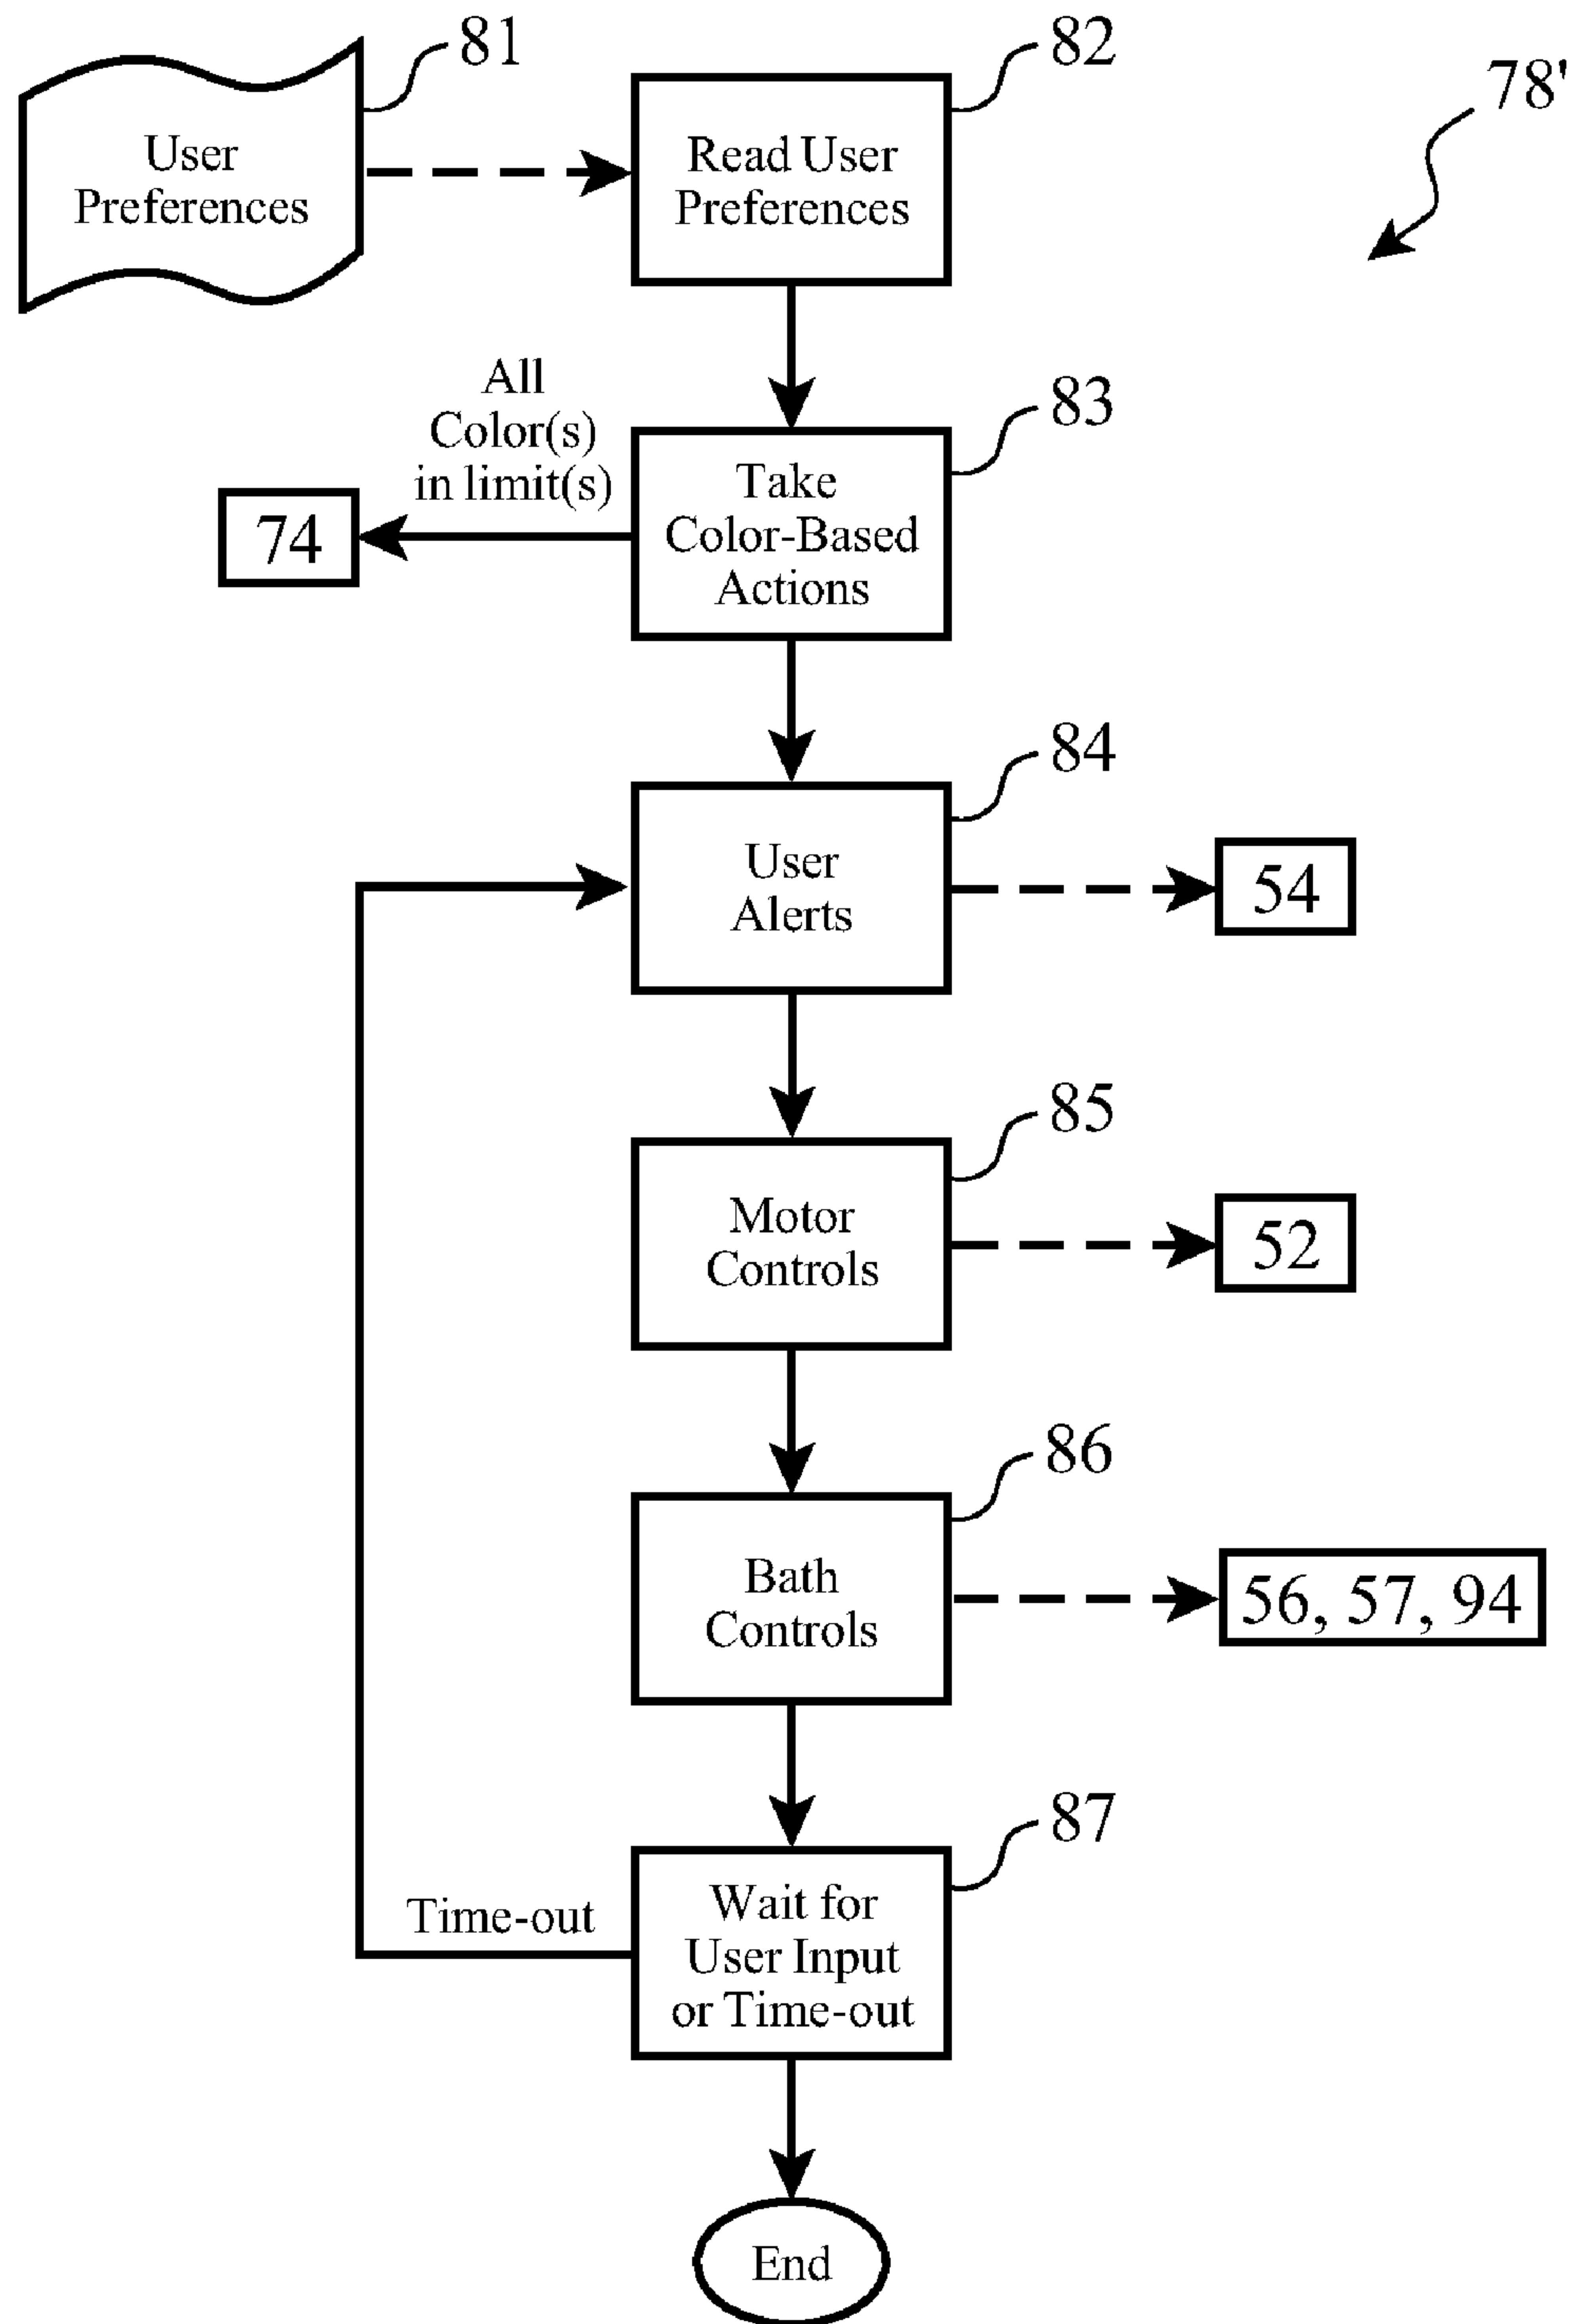 81
82
78'
User
Preferences
Read User
Preferences
All
Color(s)
in limit(s)
83
74
Take
Color-Based
Actions
84
User
Alerts
54
85
Motor
Controls
52
86
Bath
Controls
56, 57, 94
87
Time-out
Wait for
User Input
or Time-out
End